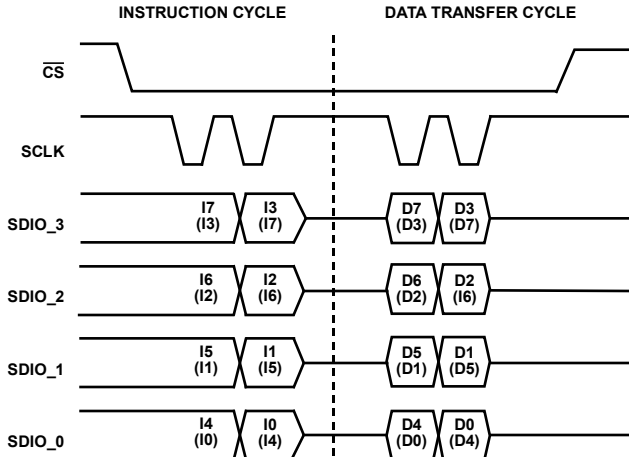 INSTRUCTION CYCLE DATA TRANSFER CYCLE
CS
SCLK
SDIO_3
I7 I3 D7 D3
(I3) (I7) (D3) (D7)
SDIO_2
I6 I2 D6 D2
(I2) (I6) (D2) (I6)
SDIO_1
I5 I1 D5 D1
(I1) (I5) (D1) (D5)
SDIO_0
I4 I0 D4 D0
(I0) (I4) (D0) (D4)